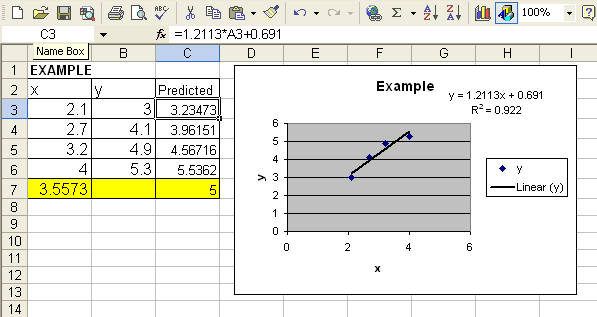 100%
C3 fx =1.2113*A3+0.691
Name Box
A B C D E F G H I
1 EXAMPLE
2 x y Predicted
3 2.1 3 3.23473
4 2.7 4.1 3.96151
5 3.2 4.9 4.56716
6 4 5.3 5.5362
7 3.5573 5
8
9
10
11
12
13
14
Example
y = 1.2113x + 0.691
R² = 0.922
6
5
4
3
2
1
0
0 2 4 6
y
x
y
Linear (y)